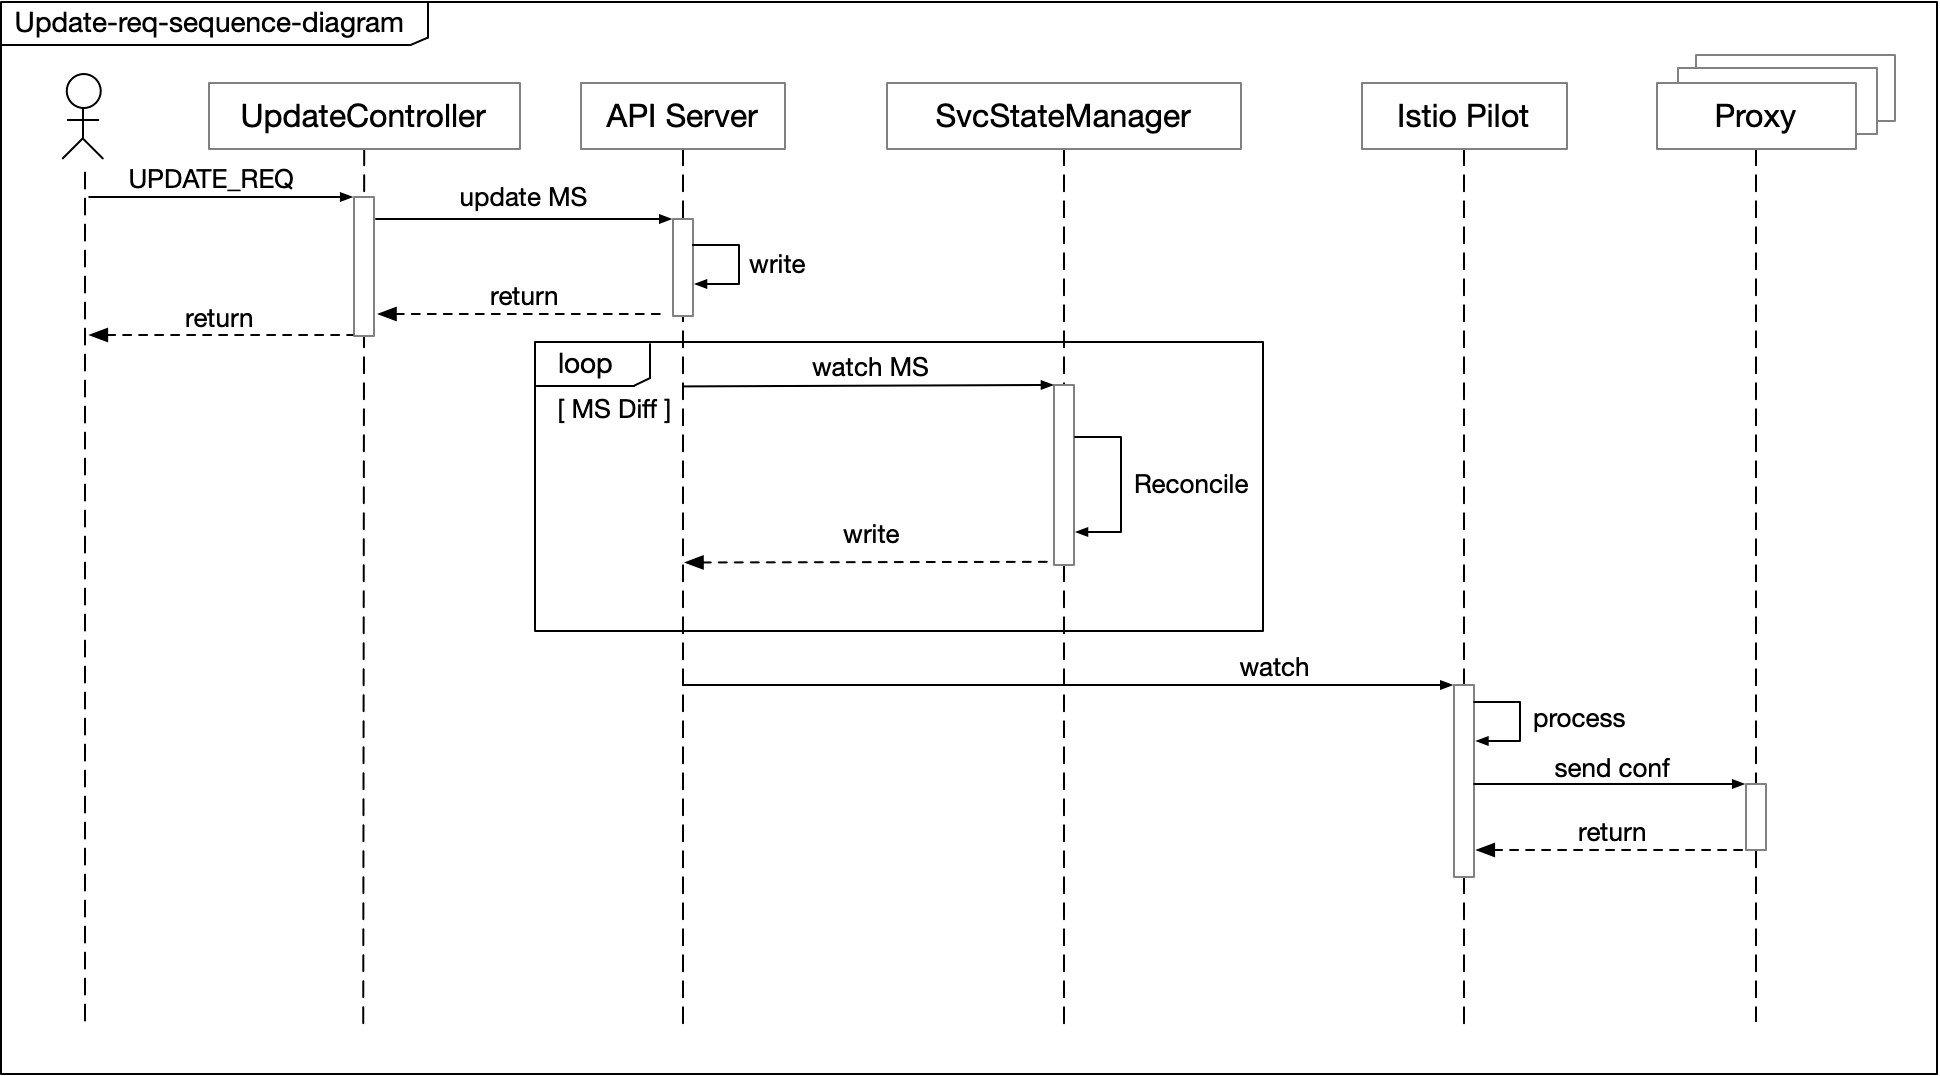 Update-req-sequence-diagram
UpdateController
API Server
SvcStateManager
Istio Pilot
Proxy
UPDATE_REQ
update MS
write
return
return
loop
watch MS
[ MS Diff ]
Reconcile
write
watch
process
send conf
return